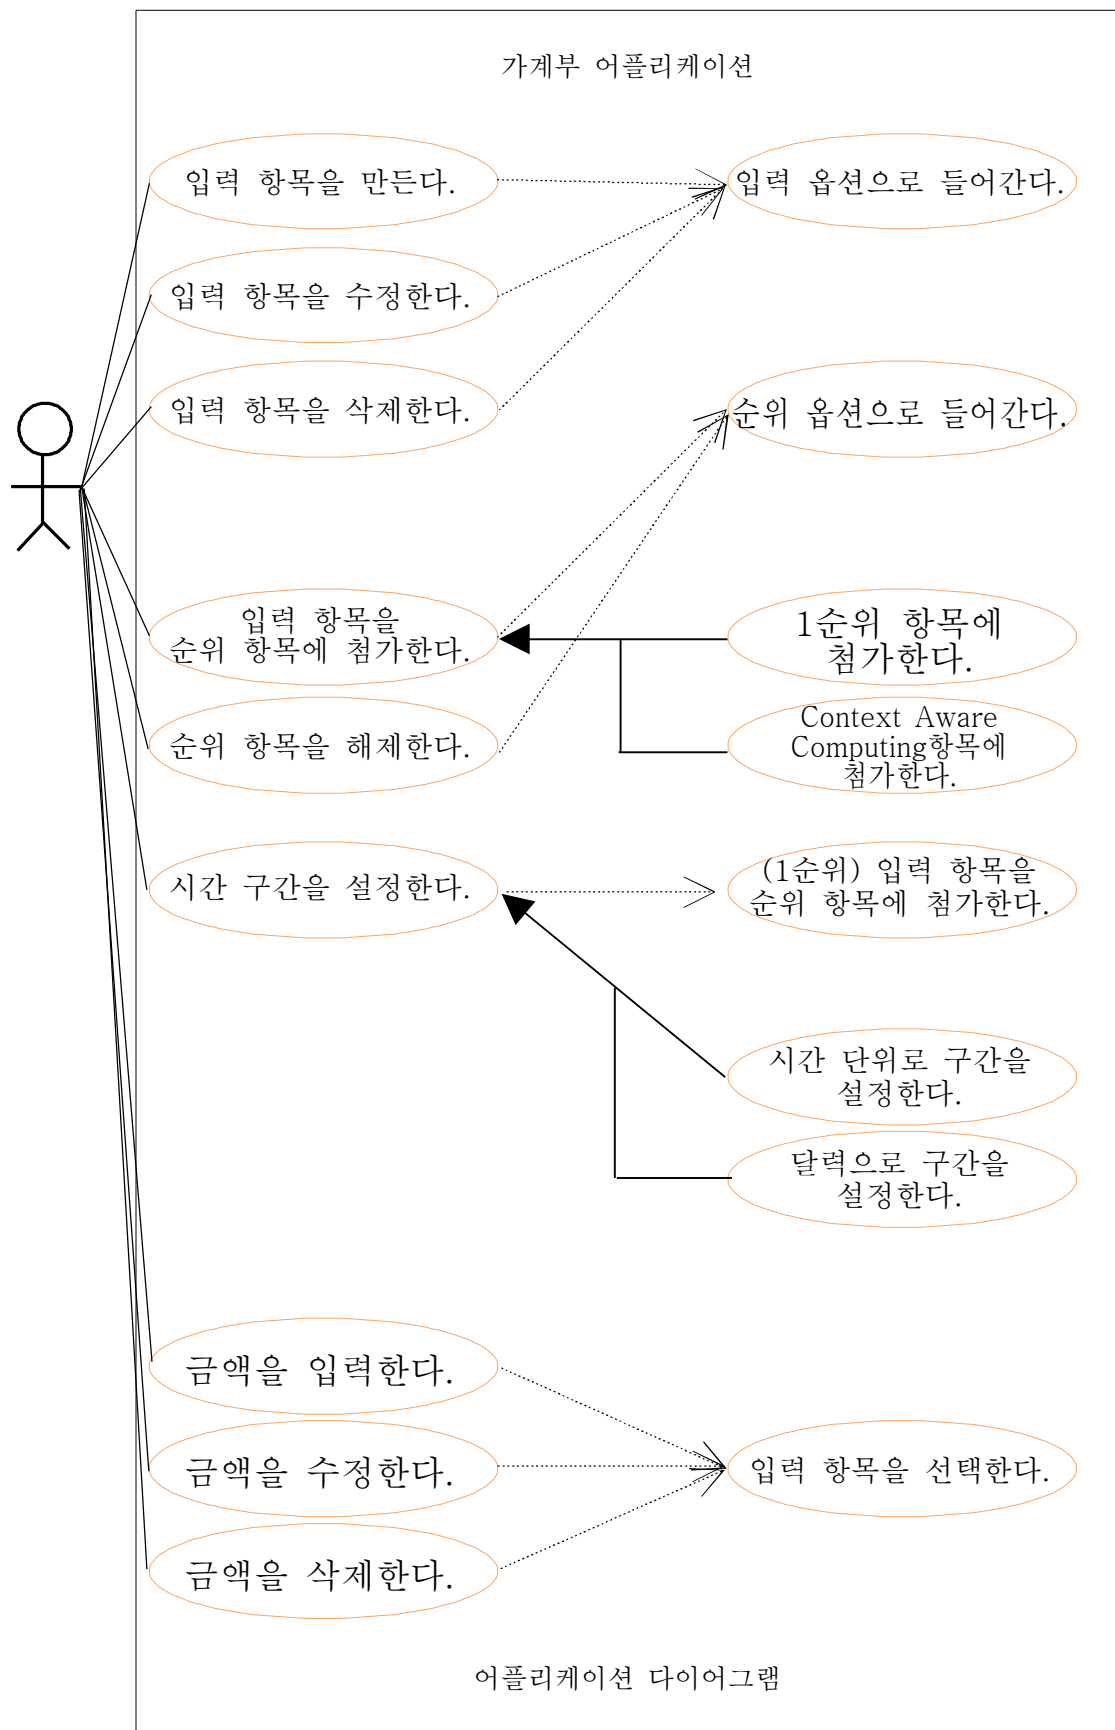 가계부 어플리케이션
입력 항목을 만든다.
입력 옵션으로 들어간다.
입력 항목을 수정한다.
입력 항목을 삭제한다.
순위 옵션으로 들어간다.
입력 항목을
순위 항목에 첨가한다.
1순위 항목에
첨가한다.
순위 항목을 해제한다.
Context Aware
Computing항목에
첨가한다.
시간 구간을 설정한다.
(1순위) 입력 항목을
순위 항목에 첨가한다.
시간 단위로 구간을
설정한다.
달력으로 구간을
설정한다.
금액을 입력한다.
금액을 수정한다.
입력 항목을 선택한다.
금액을 삭제한다.
어플리케이션 다이어그램